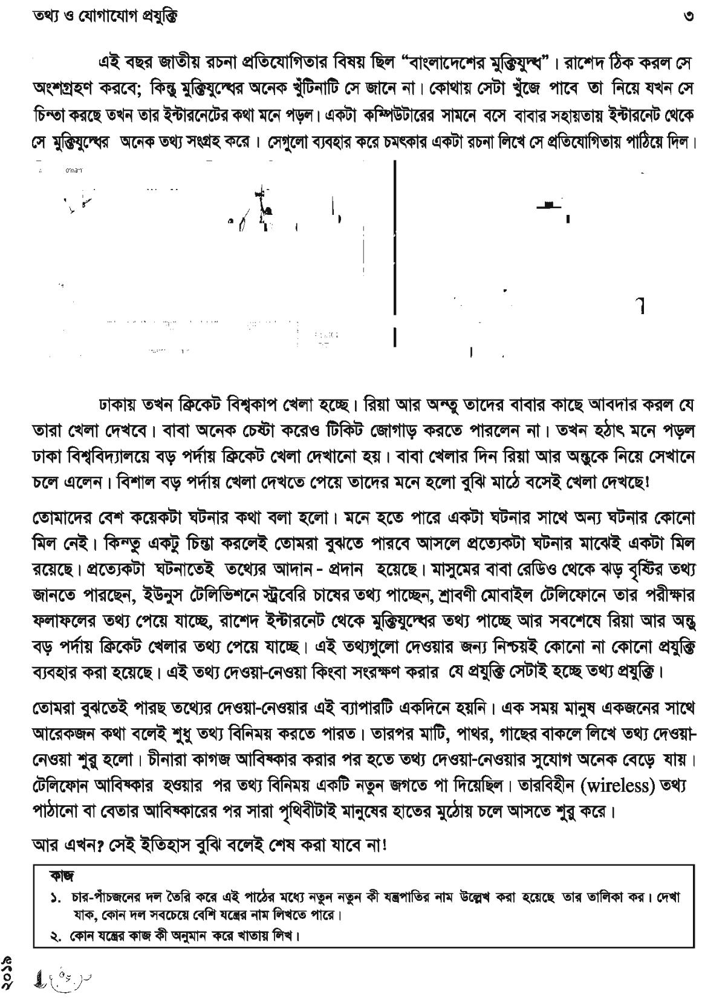 তথ্য ও যোগাযোগ প্রযুক্তি ৩
এই বছর জাতীয় রচনা প্রতিযোগিতার বিষয় ছিল “বাংলাদেশের মুক্তিযুদ্ধ”। রাশেদ ঠিক করল সে
অংশগ্রহণ করবে; কিন্তু মুক্তিযুদ্ধের অনেক খুঁটিনাটি সে জানে না। কোথায় সেটা খুঁজে পাবে তা নিয়ে যখন সে
চিন্তা করছে তখন তার ইন্টারনেটের কথা মনে পড়ল। একটা কম্পিউটারের সামনে বসে বাবার সহায়তায় ইন্টারনেট থেকে
সে মুক্তিযুদ্ধের অনেক তথ্য সংগ্রহ করে। সেগুলো ব্যবহার করে চমৎকার একটা রচনা লিখে সে প্রতিযোগিতায় পাঠিয়ে দিল।
ঢাকায় তখন ক্রিকেট বিশ্বকাপ খেলা হচ্ছে। রিয়া আর অন্তু তাদের বাবার কাছে আবদার করল যে
তারা খেলা দেখবে। বাবা অনেক চেষ্টা করেও টিকিট জোগাড় করতে পারলেন না। তখন হঠাৎ মনে পড়ল
ঢাকা বিশ্ববিদ্যালয়ে বড় পর্দায় ক্রিকেট খেলা দেখানো হয়। বাবা খেলার দিন রিয়া আর অন্তুকে নিয়ে সেখানে
চলে এলেন। বিশাল বড় পর্দায় খেলা দেখতে পেয়ে তাদের মনে হলো বুঝি মাঠে বসেই খেলা দেখছে!
তোমাদের বেশ কয়েকটা ঘটনার কথা বলা হলো। মনে হতে পারে একটা ঘটনার সাথে অন্য ঘটনার কোনো
মিল নেই। কিন্তু একটু চিন্তা করলেই তোমরা বুঝতে পারবে আসলে প্রত্যেকটা ঘটনার মাঝেই একটা মিল
রয়েছে। প্রত্যেকটা ঘটনাতেই তথ্যের আদান - প্রদান হয়েছে। মাসুমের বাবা রেডিও থেকে ঝড় বৃষ্টির তথ্য
জানতে পারছেন, ইউনুস টেলিভিশনে স্ট্রবেরি চাষের তথ্য পাচ্ছেন, শ্রাবণী মোবাইল টেলিফোনে তার পরীক্ষার
ফলাফলের তথ্য পেয়ে যাচ্ছে, রাশেদ ইন্টারনেট থেকে মুক্তিযুদ্ধের তথ্য পাচ্ছে আর সবশেষে রিয়া আর অন্তু
বড় পর্দায় ক্রিকেট খেলার তথ্য পেয়ে যাচ্ছে। এই তথ্যগুলো দেওয়ার জন্য নিশ্চয়ই কোনো না কোনো প্রযুক্তি
ব্যবহার করা হয়েছে। এই তথ্য দেওয়া-নেওয়া কিংবা সংরক্ষণ করার যে প্রযুক্তি সেটাই হচ্ছে তথ্য প্রযুক্তি।
তোমরা বুঝতেই পারছ তথ্যের দেওয়া-নেওয়ার এই ব্যাপারটি একদিনে হয়নি। এক সময় মানুষ একজনের সাথে
আরেকজন কথা বলেই শুধু তথ্য বিনিময় করতে পারত। তারপর মাটি, পাথর, গাছের বাকলে লিখে তথ্য দেওয়া-
নেওয়া শুরু হলো। চীনারা কাগজ আবিষ্কার করার পর হতে তথ্য দেওয়া-নেওয়ার সুযোগ অনেক বেড়ে যায়।
টেলিফোন আবিষ্কার হওয়ার পর তথ্য বিনিময় একটি নতুন জগতে পা দিয়েছিল। তারবিহীন (wireless) তথ্য
পাঠানো বা বেতার আবিষ্কারের পর সারা পৃথিবীটাই মানুষের হাতের মুঠোয় চলে আসতে শুরু করে।
আর এখন? সেই ইতিহাস বুঝি বলেই শেষ করা যাবে না!
কাজ
১. চার-পাঁচজনের দল তৈরি করে এই পাঠের মধ্যে নতুন নতুন কী যন্ত্রপাতির নাম উল্লেখ করা হয়েছে তার তালিকা কর। দেখা
যাক, কোন দল সবচেয়ে বেশি যন্ত্রের নাম লিখতে পারে।
২. কোন যন্ত্রের কাজ কী অনুমান করে খাতায় লিখ।
২০১৯